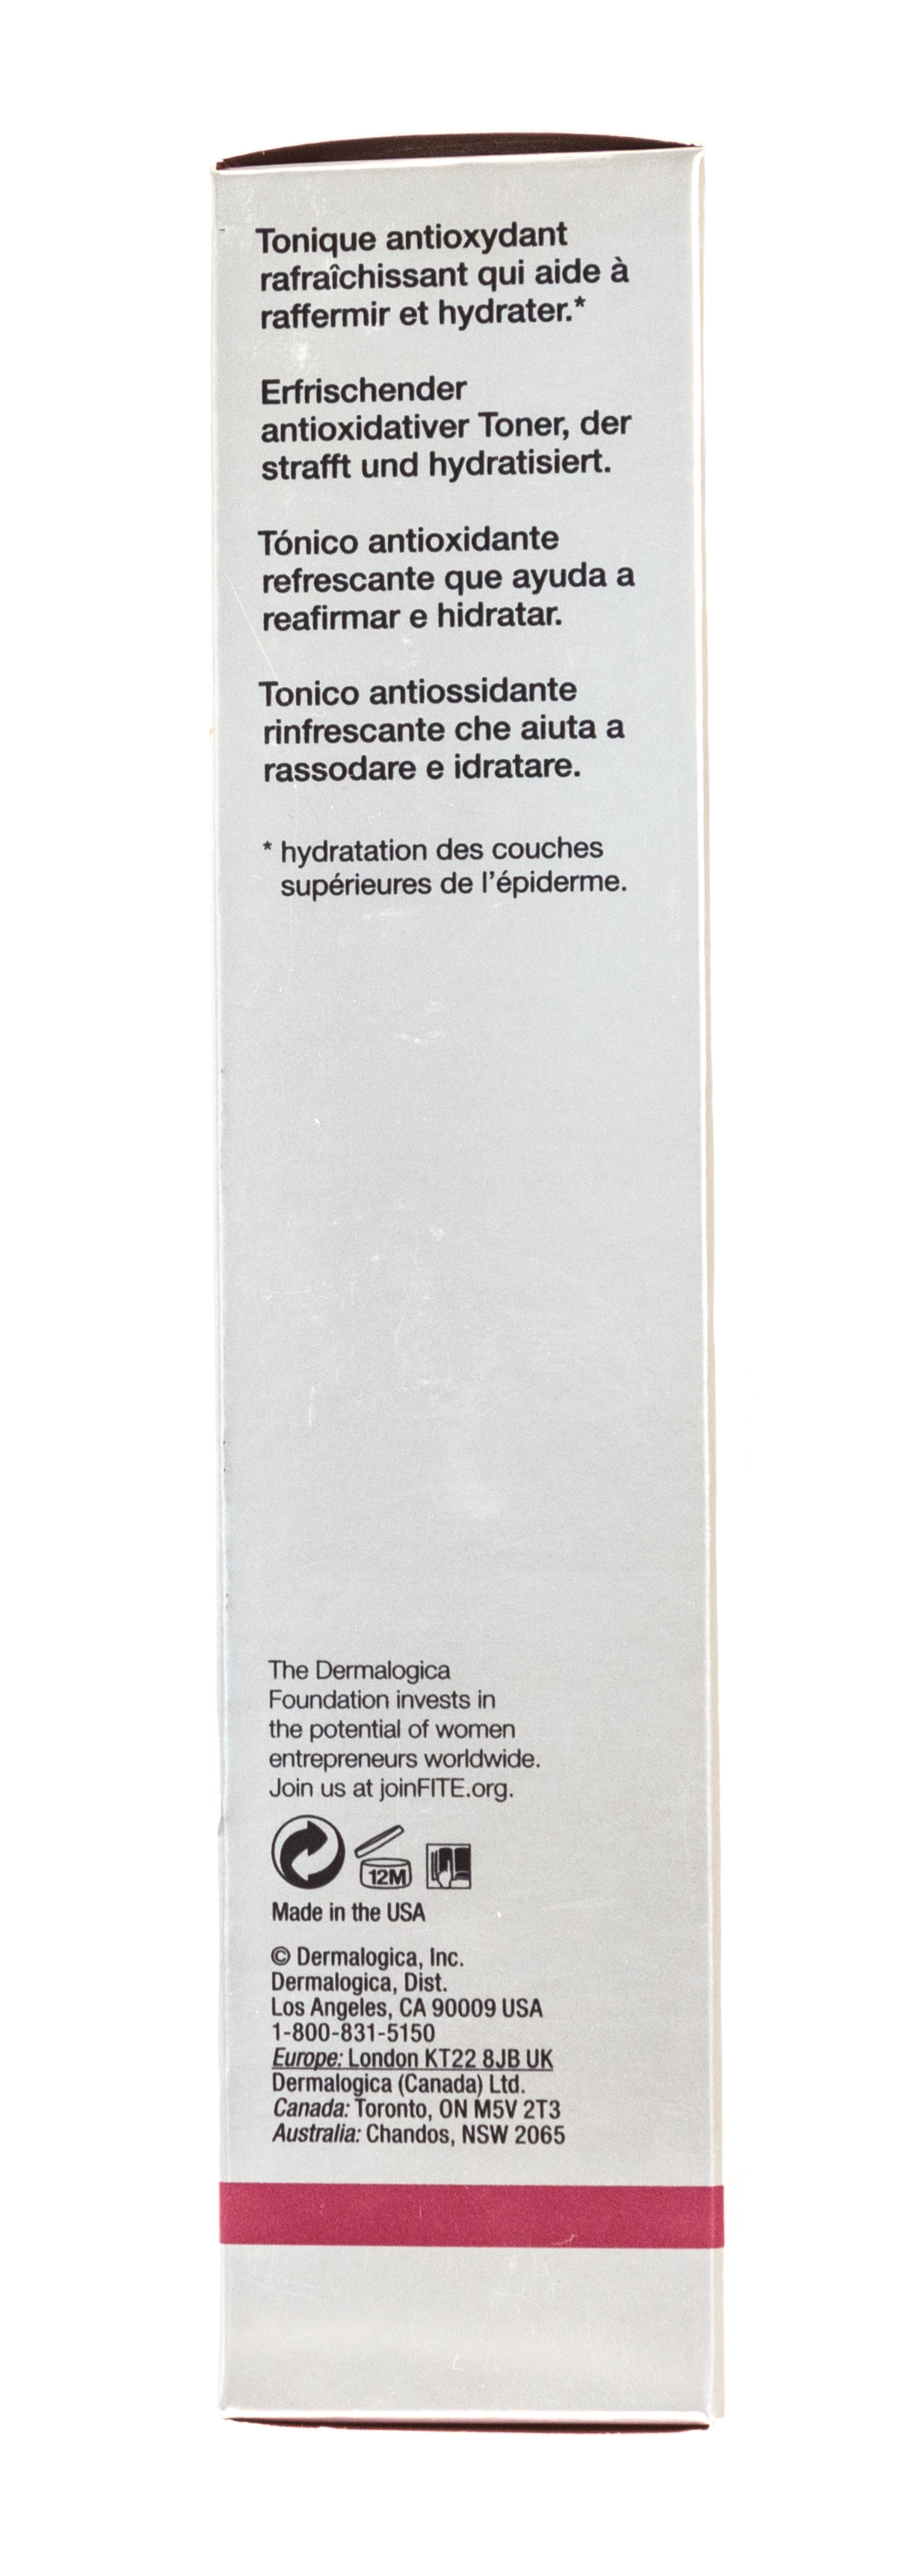 Tonique antioxydant
rafraîchissant qui aide à
raffermir et hydrater.*
Erfrischender
antioxidativer Toner, der
strafft und hydratisiert.
Tónico antioxidante
refrescante que ayuda a
reafirmar e hidratar.
Tonico antiossidante
rinfrescante che aiuta a
rassodare e idratare.
* hydratation des couches
supérieures de l'épiderme.
The Dermalogica
Foundation invests in
the potential of women
entrepreneurs worldwide.
Join us at joinFITE.org.
12M
Made in the USA
© Dermalogica, Inc.
Dermalogica, Dist.
Los Angeles, CA 90009 USA
1-800-831-5150
Europe: London KT22 8JB UK
Dermalogica (Canada) Ltd.
Canada: Toronto, ON M5V 2T3
Australia: Chandos, NSW 2065